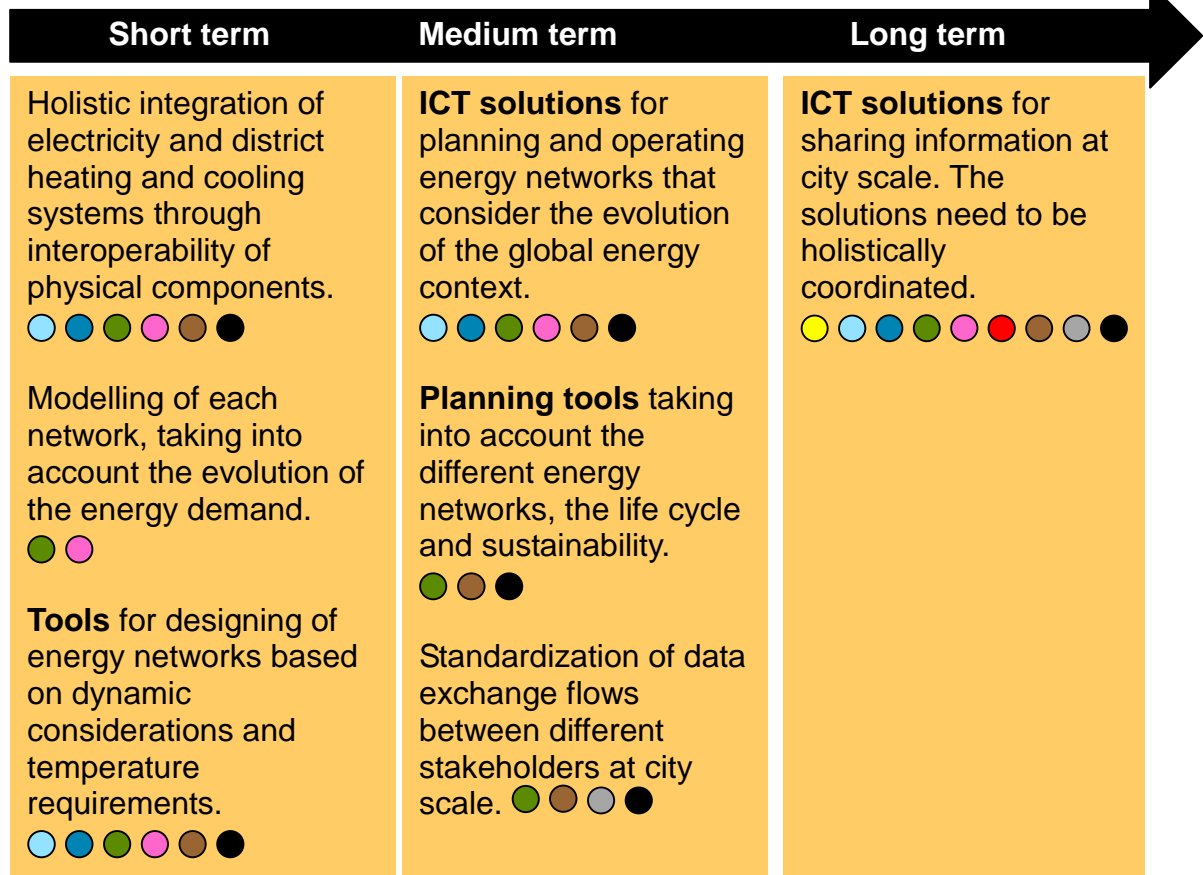 Short term
Medium term
Long term
Holistic integration of
electricity and district
heating and cooling
systems through
interoperability of
physical components.
Modelling of each
network, taking into
account the evolution of
the energy demand.
Tools for designing of
energy networks based
on dynamic
considerations and
temperature
requirements.
ICT solutions for
planning and operating
energy networks that
consider the evolution
of the global energy
context.
Planning tools taking
into account the
different energy
networks, the life cycle
and sustainability.
Standardization of data
exchange flows
between different
stakeholders at city
scale.
ICT solutions for
sharing information at
city scale. The
solutions need to be
holistically
coordinated.